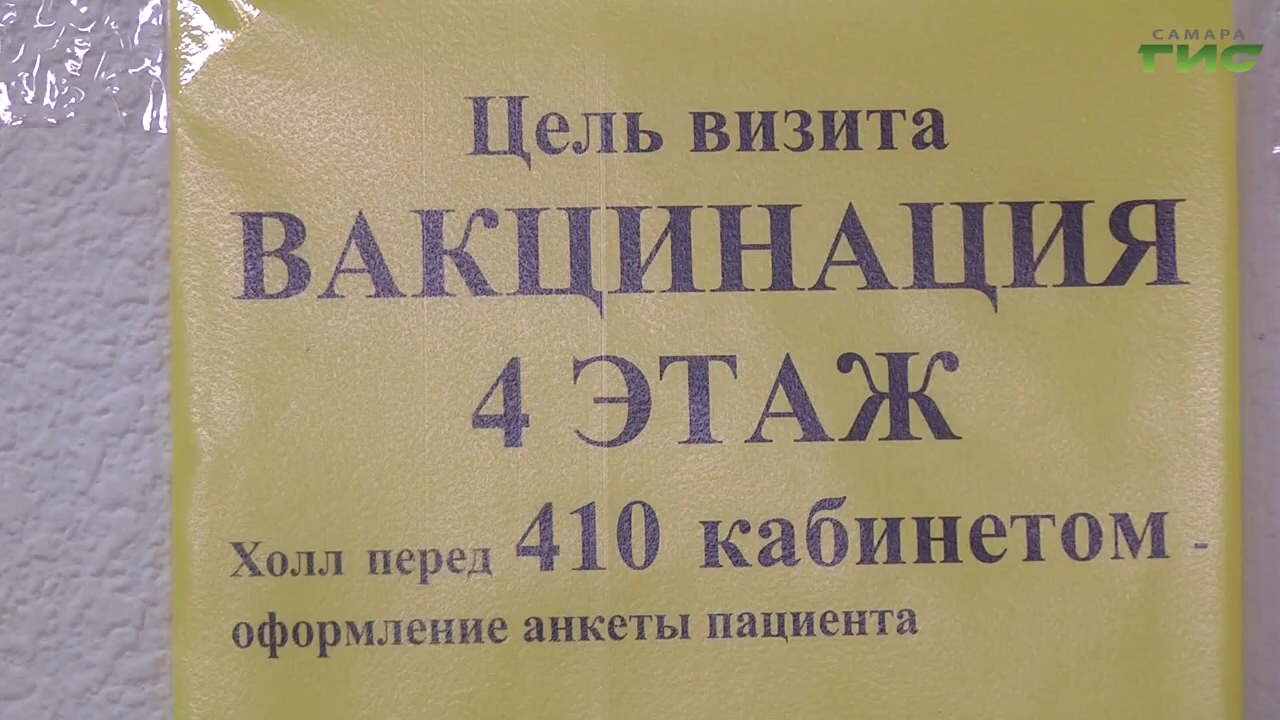 САМАРА
ГИС
Цель визита
ВАКЦИНАЦИЯ
4 ЭТАЖ
Холл перед 410 кабинетом -
оформление анкеты пациента